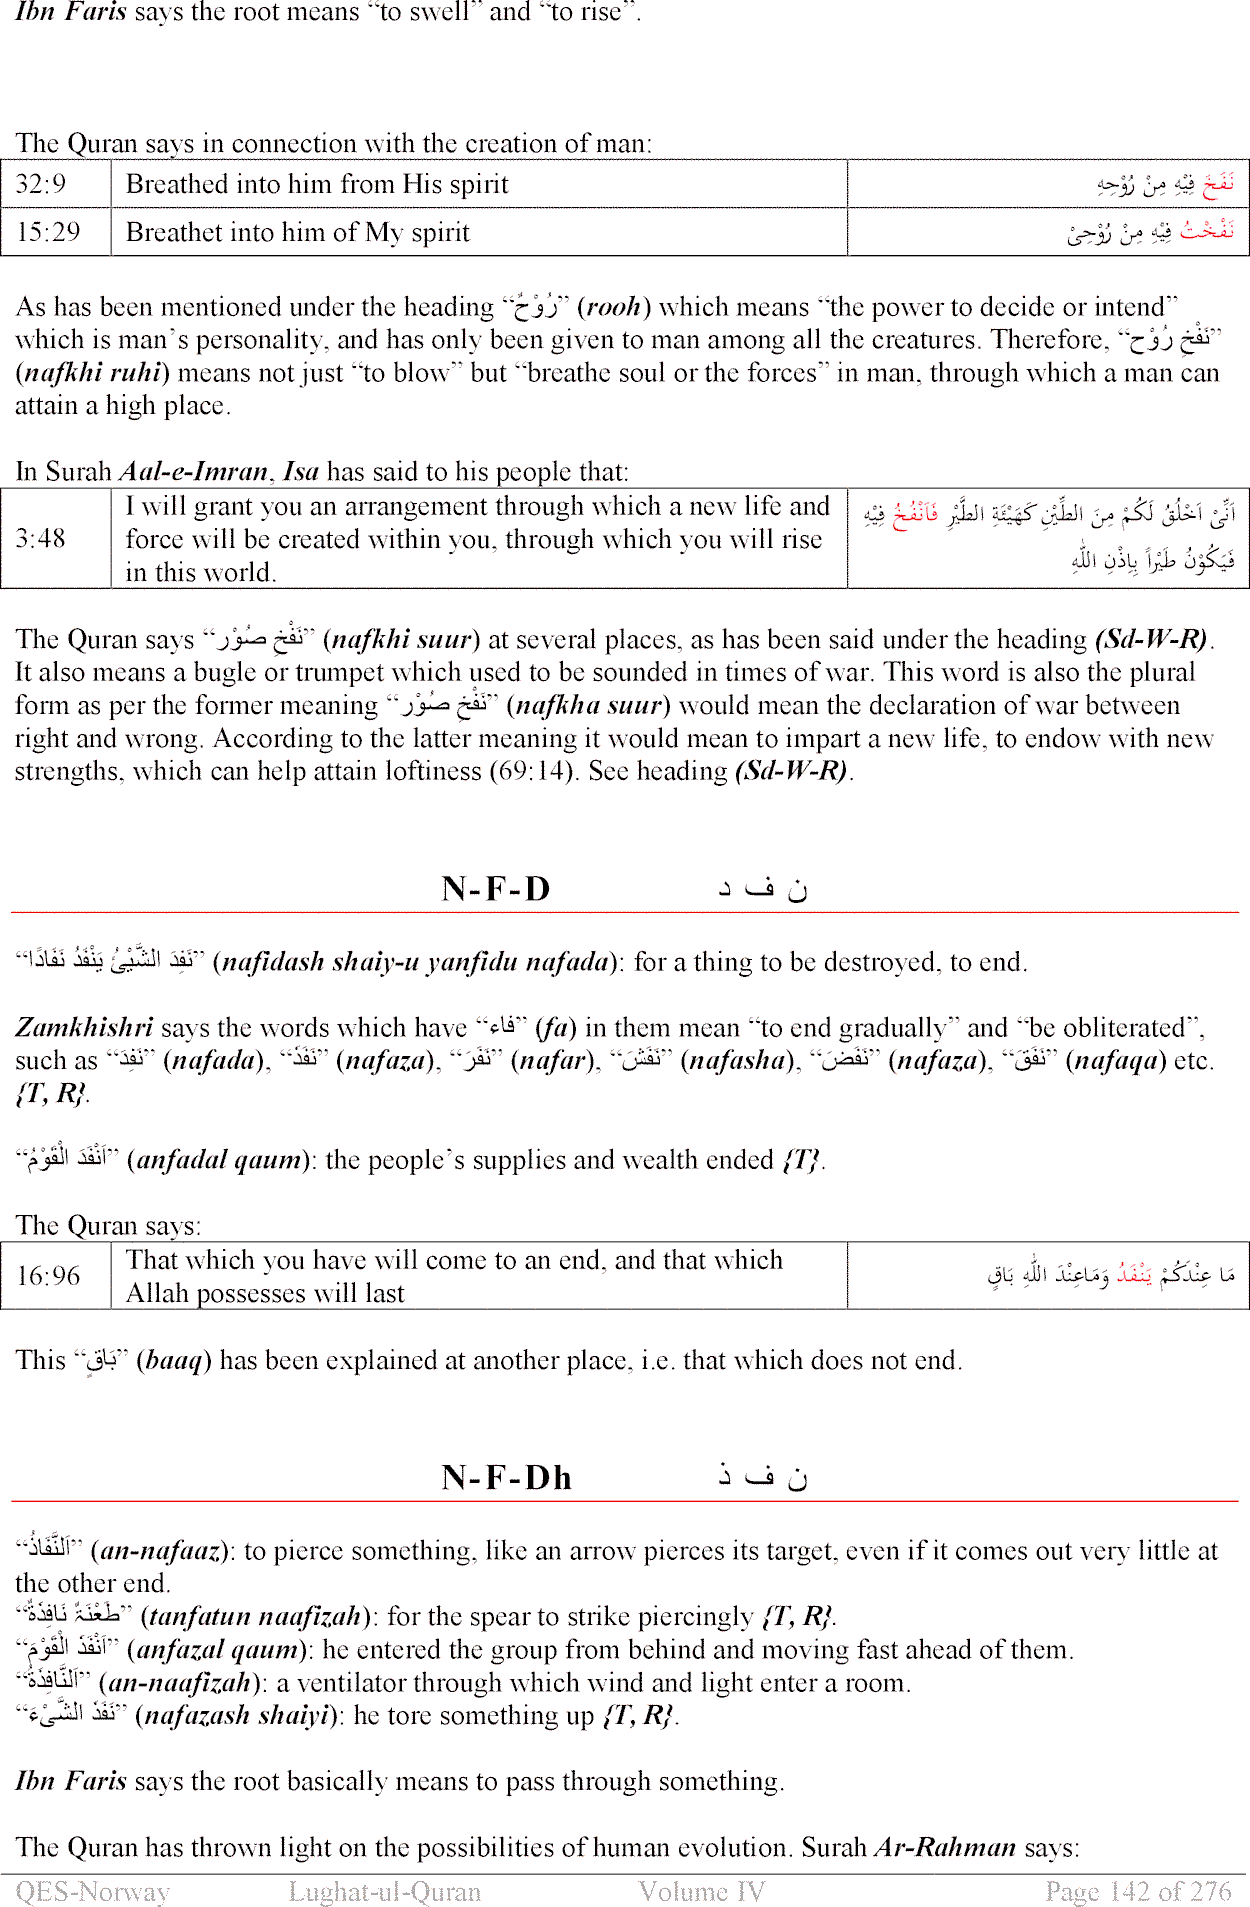 Ibn Faris says the root means “to swell” and “to rise”.
The Quran says in connection with the creation of man:
32:9 Breathed into him from His spirit نَفَخَ فِيْهِ مِنْ رُوْحِهِ
15:29 Breathet into him of My spirit نَفَخْتُ فِيْهِ مِنْ رُوْحِىْ
As has been mentioned under the heading “رُوْحٌ” (rooh) which means “the power to decide or intend”
which is man’s personality, and has only been given to man among all the creatures. Therefore, “نَفْخِ رُوْح”
(nafkhi ruhi) means not just “to blow” but “breathe soul or the forces” in man, through which a man can
attain a high place.
In Surah Aal-e-Imran, Isa has said to his people that:
3:48 I will grant you an arrangement through which a new life and
force will be created within you, through which you will rise
in this world.
اَنِّىْ اَخْلُقُ لَكُمْ مِنَ الطِّيْنِ كَهَيْئَةِ الطَّيْرِ فَاَنْفُخُ فِيْهِ
فَيَكُوْنُ طَيْراً بِاِذْنِ اللّٰهِ
The Quran says “نَفْخِ صُوْر” (nafkhi suur) at several places, as has been said under the heading (Sd-W-R).
It also means a bugle or trumpet which used to be sounded in times of war. This word is also the plural
form as per the former meaning “نَفْخِ صُوْر” (nafkha suur) would mean the declaration of war between
right and wrong. According to the latter meaning it would mean to impart a new life, to endow with new
strengths, which can help attain loftiness (69:14). See heading (Sd-W-R).
N-F-D ن ف د
“نَفِدَ الشَّيْئُ يَنْفَدُ نَفَادًا” (nafidash shaiy-u yanfidu nafada): for a thing to be destroyed, to end.
Zamkhishri says the words which have “فاء” (fa) in them mean “to end gradually” and “be obliterated”,
such as “نَفِدَ” (nafada), “نَفَذَ” (nafaza), “نَفَرَ” (nafar), “نَفَشَ” (nafasha), “نَفَضَ” (nafaza), “نَفَقَ” (nafaqa) etc.
{T, R}.
“اَنْفَدَ الْقَوْمُ” (anfadal qaum): the people’s supplies and wealth ended {T}.
The Quran says:
16:96 That which you have will come to an end, and that which
Allah possesses will last
مَا عِنْدَكُمْ يَنْفَدُ وَمَاعِنْدَ اللّٰهِ بَاقٍ
This “بَاقٍ” (baaq) has been explained at another place, i.e. that which does not end.
N-F-Dh ن ف ذ
“اَلنَّفَاذُ” (an-nafaaz): to pierce something, like an arrow pierces its target, even if it comes out very little at
the other end.
“طَعْنَۃٌ نَافِذَةٌ” (tanfatun naafizah): for the spear to strike piercingly {T, R}.
“اَنْفَذَ الْقَوْمَ” (anfazal qaum): he entered the group from behind and moving fast ahead of them.
“اَلنَّافِذَةُ” (an-naafizah): a ventilator through which wind and light enter a room.
“نَفَذَ الشَّىْءَ” (nafazash shaiyi): he tore something up {T, R}.
Ibn Faris says the root basically means to pass through something.
The Quran has thrown light on the possibilities of human evolution. Surah Ar-Rahman says:
QES-Norway Lughat-ul-Quran Volume IV Page 142 of 276